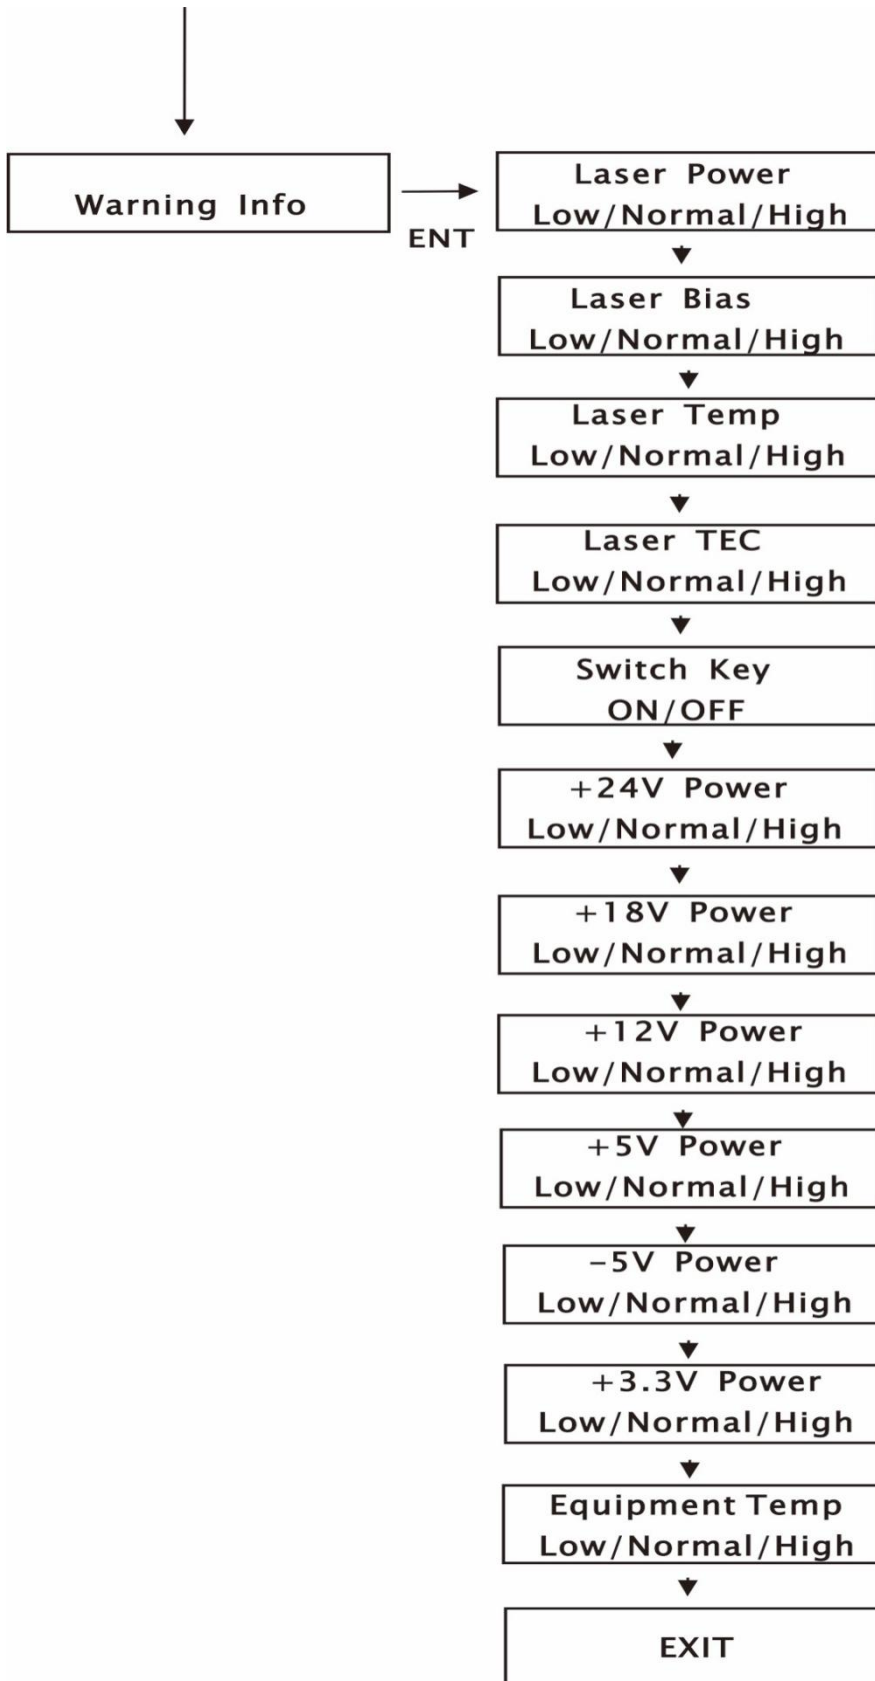 Warning Info
ENT
Laser Power
Low/Normal/High
Laser Bias
Low/Normal/High
Laser Temp
Low/Normal/High
Laser TEC
Low/Normal/High
Switch Key
ON/OFF
+24V Power
Low/Normal/High
+18V Power
Low/Normal/High
+12V Power
Low/Normal/High
+5V Power
Low/Normal/High
–5V Power
Low/Normal/High
+3.3V Power
Low/Normal/High
Equipment Temp
Low/Normal/High
EXIT